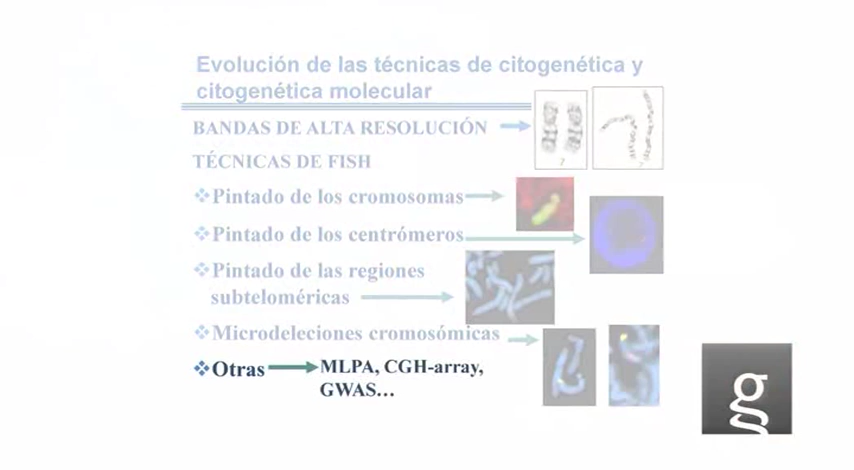 Evolución de las técnicas de citogenética y
citogenética molecular
BANDAS DE ALTA RESOLUCIÓN
TÉCNICAS DE FISH
Pintado de los cromosomas
Pintado de los centrómeros
Pintado de las regiones
subteloméricas
Microdeleciones cromosómicas
Otras
MLPA, CGH-array,
GWAS…
g